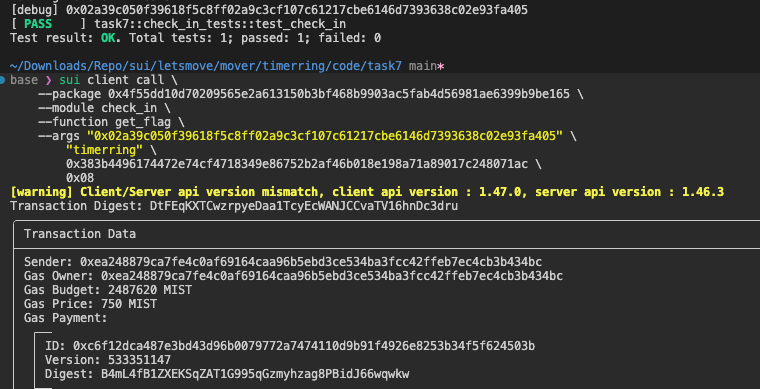 [debug] 0x02a39c050f39618f5c8ff02a9c3cf107c61217cbe6146d7393638c02e93fa405
[ PASS    ] task7::check_in_tests::test_check_in
Test result: OK. Total tests: 1; passed: 1; failed: 0
~/Downloads/Repo/sui/letsmove/mover/timerring/code/task7 main*
base ❯ sui client call \
--package 0x4f55dd10d70209565e2a613150b3bf468b9903ac5fab4d56981ae6399b9be165 \
--module check_in \
--function get_flag \
--args "0x02a39c050f39618f5c8ff02a9c3cf107c61217cbe6146d7393638c02e93fa405" \
"timerring" \
0x383b4496174472e74cf4718349e86752b2af46b018e198a71a89017c248071ac \
0x08
[warning] Client/Server api version mismatch, client api version : 1.47.0, server api version : 1.46.3
Transaction Digest: DtFEqKXTCwzrpyeDaa1TcyEcWANJCCvaTV16hnDc3dru
Transaction Data
Sender: 0xea248879ca7fe4c0af69164caa96b5ebd3ce534ba3fcc42ffeb7ec4cb3b434bc
Gas Owner: 0xea248879ca7fe4c0af69164caa96b5ebd3ce534ba3fcc42ffeb7ec4cb3b434bc
Gas Budget: 2487620 MIST
Gas Price: 750 MIST
Gas Payment:
ID: 0xc6f12dca487e3bd43d96b0079772a7474110d9b91f4926e8253b34f5f624503b
Version: 533351147
Digest: B4mL4fB1ZXEKSqZAT1G995qGzmyhzag8PBidJ66wqwkw